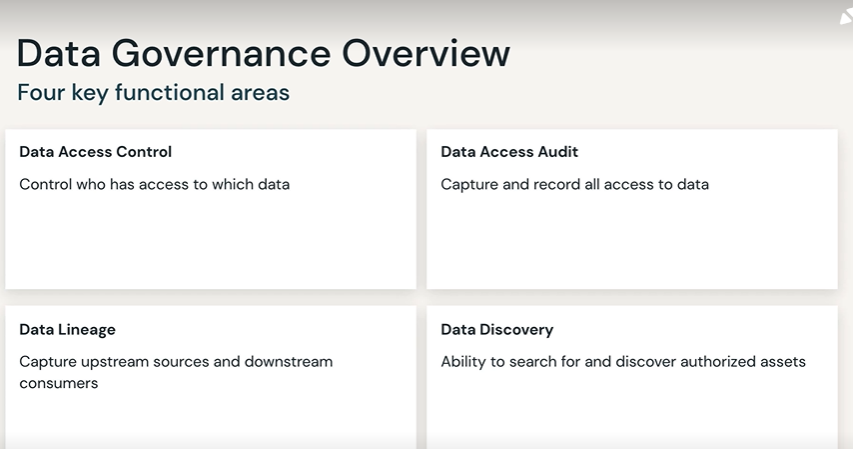 Data Governance Overview
Four key functional areas
Data Access Control
Control who has access to which data
Data Access Audit
Capture and record all access to data
Data Lineage
Capture upstream sources and downstream
consumers
Data Discovery
Ability to search for and discover authorized assets